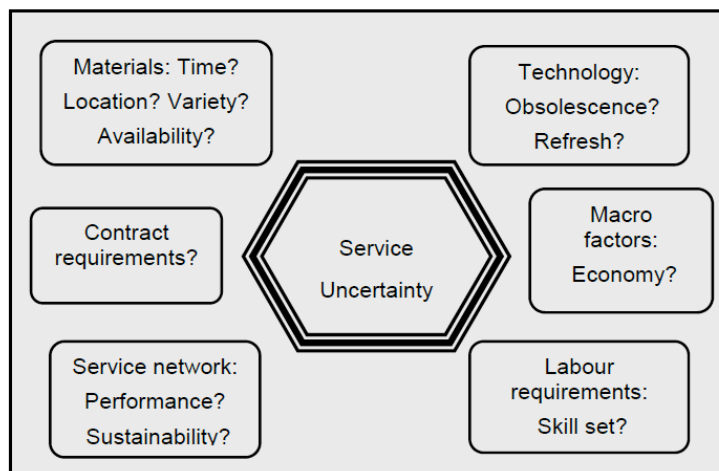 Materials: Time?
Location? Variety?
Availability?
Technology:
Obsolescence?
Refresh?
Contract
requirements?
Service
Uncertainty
Macro
factors:
Economy?
Service network:
Performance?
Sustainability?
Labour
requirements:
Skill set?